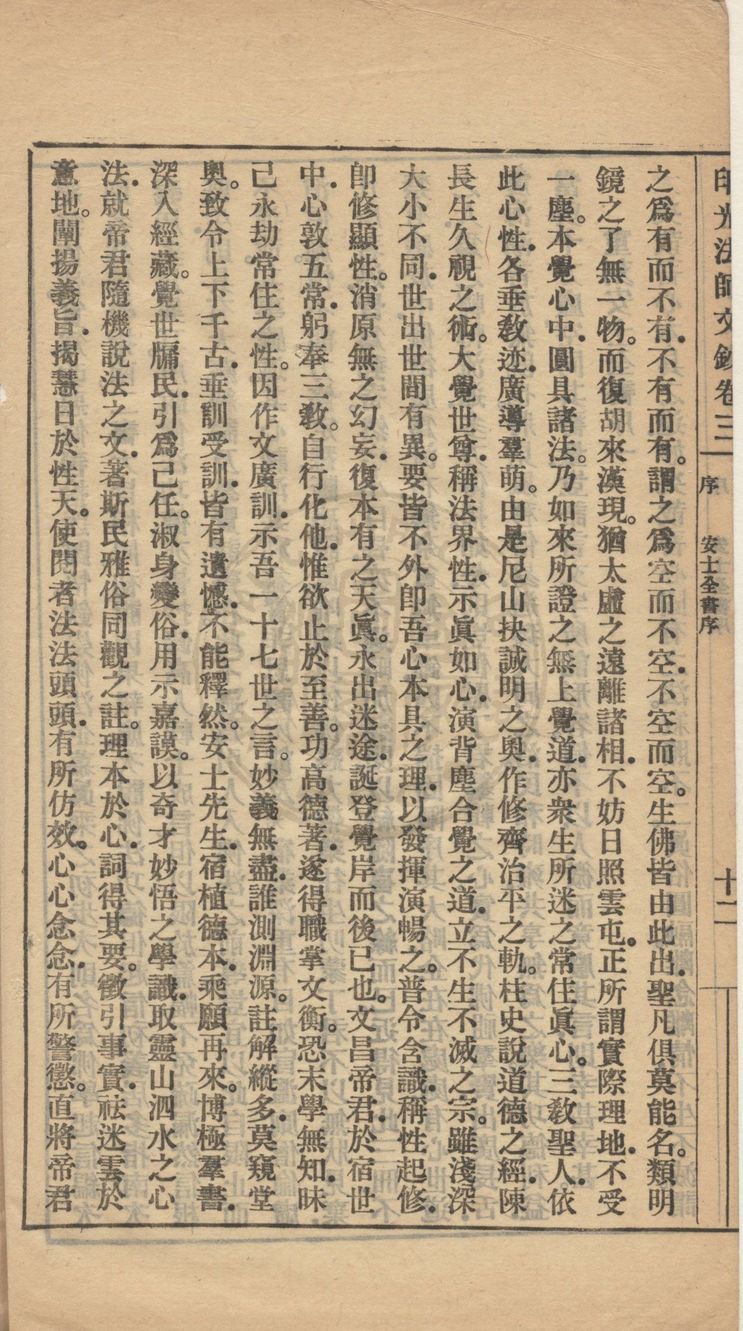 印光法師文鈔卷三 序 安士全書序 十二
之爲有而不有.不有而有。謂之爲空而不空.不空而空。生佛皆由此出.聖凡俱莫能名。類明
鏡之了無一物.而復胡來漢現。猶太虛之遠離諸相.不妨日照雲屯。正所謂實際理地.不受
一塵。本覺心中.圓具諸法。乃如來所證之無上覺道.亦衆生所迷之常住眞心。三敎聖人.依
此心性.各垂敎迹.廣導羣萌。由是尼山抉誠明之奧.作修齊治平之軌。柱史說道德之經.陳
長生久視之術。大覺世尊.稱法界性.示眞如心.演背塵合覺之道.立不生不滅之宗。雖淺深
大小不同.世出世間有異。要皆不外卽吾心本具之理.以發揮演暢之。普令含識.稱性起修.
卽修顯性。消原無之幻妄.復本有之天眞。永出迷途.誕登覺岸而後已也。文昌帝君.於宿世
中.心敦五常.躬奉三敎。自行化他.惟欲止於至善。功高德著.遂得職掌文衡。恐末學無知.昧
己永劫常住之性。因作文廣訓.示吾一十七世之言。妙義無盡.誰測淵源。註解縱多.莫窺堂
奧。致令上下千古.垂訓受訓.皆有遺憾.不能釋然。安士先生.宿植德本.乘願再來。博極羣書.
深入經藏。覺世牖民.引爲己任。淑身變俗.用示嘉謨。以奇才妙悟之學識.取靈山泗水之心
法.就帝君隨機說法之文.著斯民雅俗同觀之註。理本於心.詞得其要。徵引事實.祛迷雲於
意地。闡揚義旨.揭慧日於性天。使閱者法法頭頭.有所仿效。心心念念.有所警懲。直將帝君